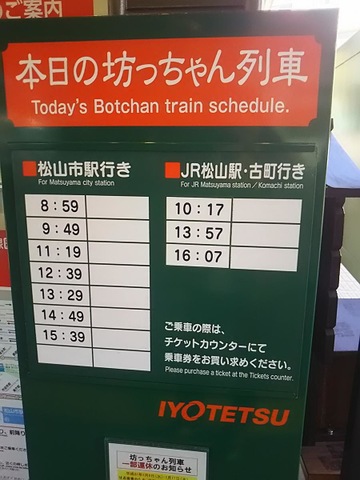 のご案内
本日の坊っちゃん列車
Today's Botchan train schedule.
■松山市駅行き
For Matsuyama city station
8:59
9:49
11:19
12:39
13:29
14:49
15:39
■JR松山駅・古町行き
For JR Matsuyama station/Komachi station
10:17
13:57
16:07
ご乗車の際は、
チケットカウンターにて
乗車券をお買い求めください。
Please purchase a ticket at the Tickets counter.
IYOTETSU
坊っちゃん列車
一部運休のお知らせ